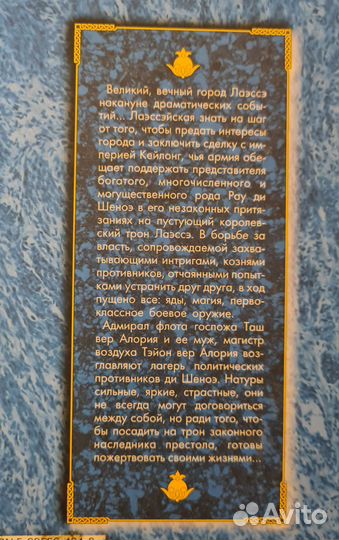 Великий, вечный город Лаэссэ
накануне драматических собы-
тий... Лаэссэйская знать на шаг
от того, чтобы предать интересы
города и заключить сделку с им-
перией Кейлонг, чья армия обе-
щает поддержать представителя
богатого, многочисленного и мо-
гущественного рода Рау ди
Шеноэ в его незаконных притя-
заниях на пустующий королев-
ский трон Лаэссэ. В борьбе за
власть, сопровождаемой захва-
тывающими интригами, кознями
противников, отчаянными попыт-
ками устранить друг друга, в ход
пущено все: яды, магия, перво-
классное боевое оружие.
Адмирал флота госпожа Таш
вер Алория и ее муж, магистр
воздуха Тэйон вер Алория воз-
главляют лагерь политических
противников ди Шеноэ. Натуры
сильные, яркие, страстные, они
не всегда могут договориться
между собой, но ради того, что-
бы посадить на трон законного
наследника престола, готовы
пожертвовать своими жизнями...
Avito